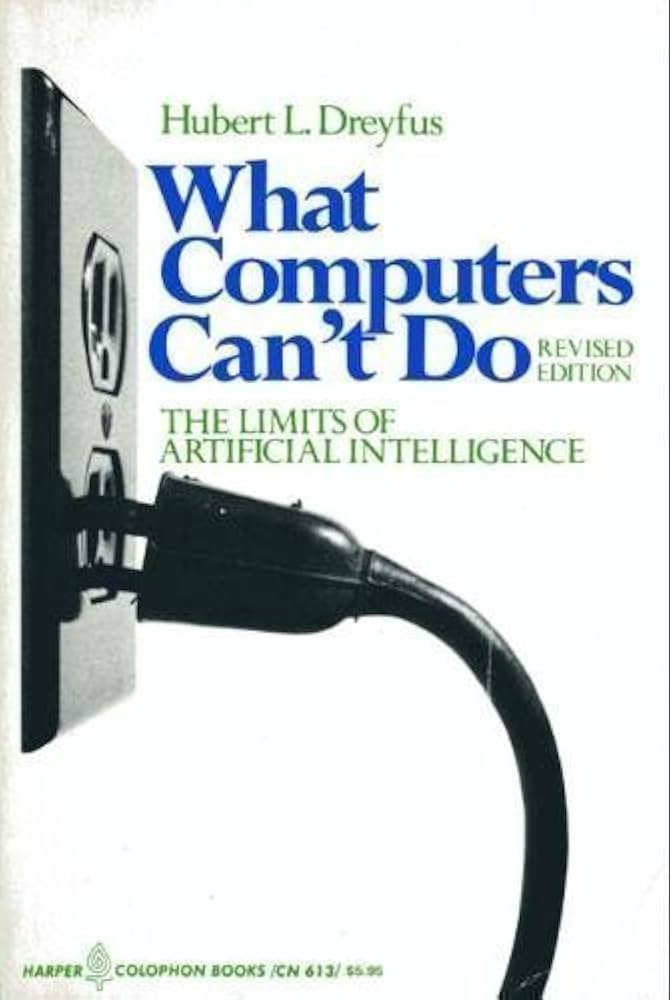 Hubert L. Dreyfus
What
Computers
Can't Do
REVISED
EDITION
THE LIMITS OF
ARTIFICIAL INTELLIGENCE
HARPER COLOPHON BOOKS /CN 613/ $5.95